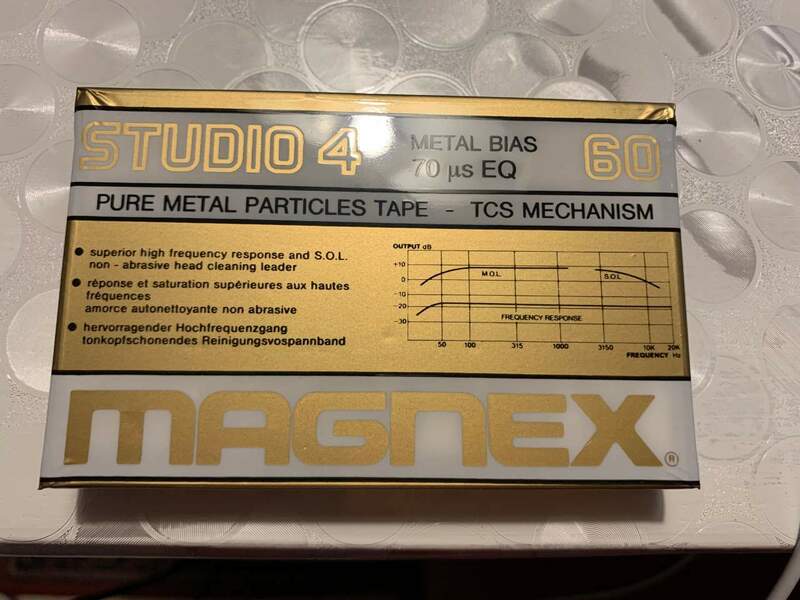 STUDIO 4 METAL BIAS 60
70 µs EQ
PURE METAL PARTICLES TAPE - TCS MECHANISM
● superior high frequency response and S.O.L.
non - abrasive head cleaning leader
● réponse et saturation supérieures aux hautes
fréquences
amorce autonettoyante non abrasive
● hervorragender Hochfrequenzgang
tonkopfschonendes Reinigungsvospannband
OUTPUT dB
+10
0
-10
-20
-30
M.O.L.
S.O.L.
FREQUENCY RESPONSE
50 100 315 1000 3150 10K 20K
FREQUENCY Hz
MAGNEX ®